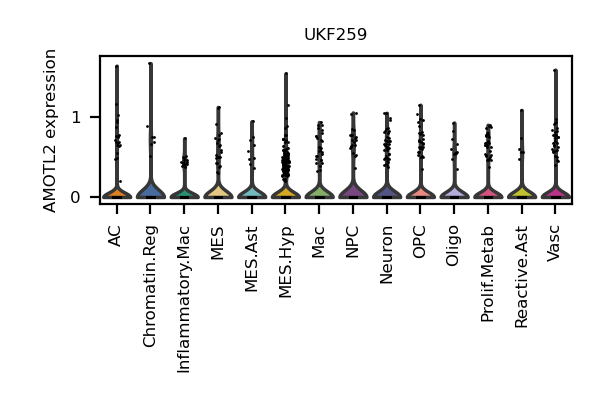 UKF259
AMOTL2 expression
1
0
AC
Chromatin.Reg
Inflammatory.Mac
MES
MES.Ast
MES.Hyp
Mac
NPC
Neuron
OPC
Oligo
Prolif.Metab
Reactive.Ast
Vasc